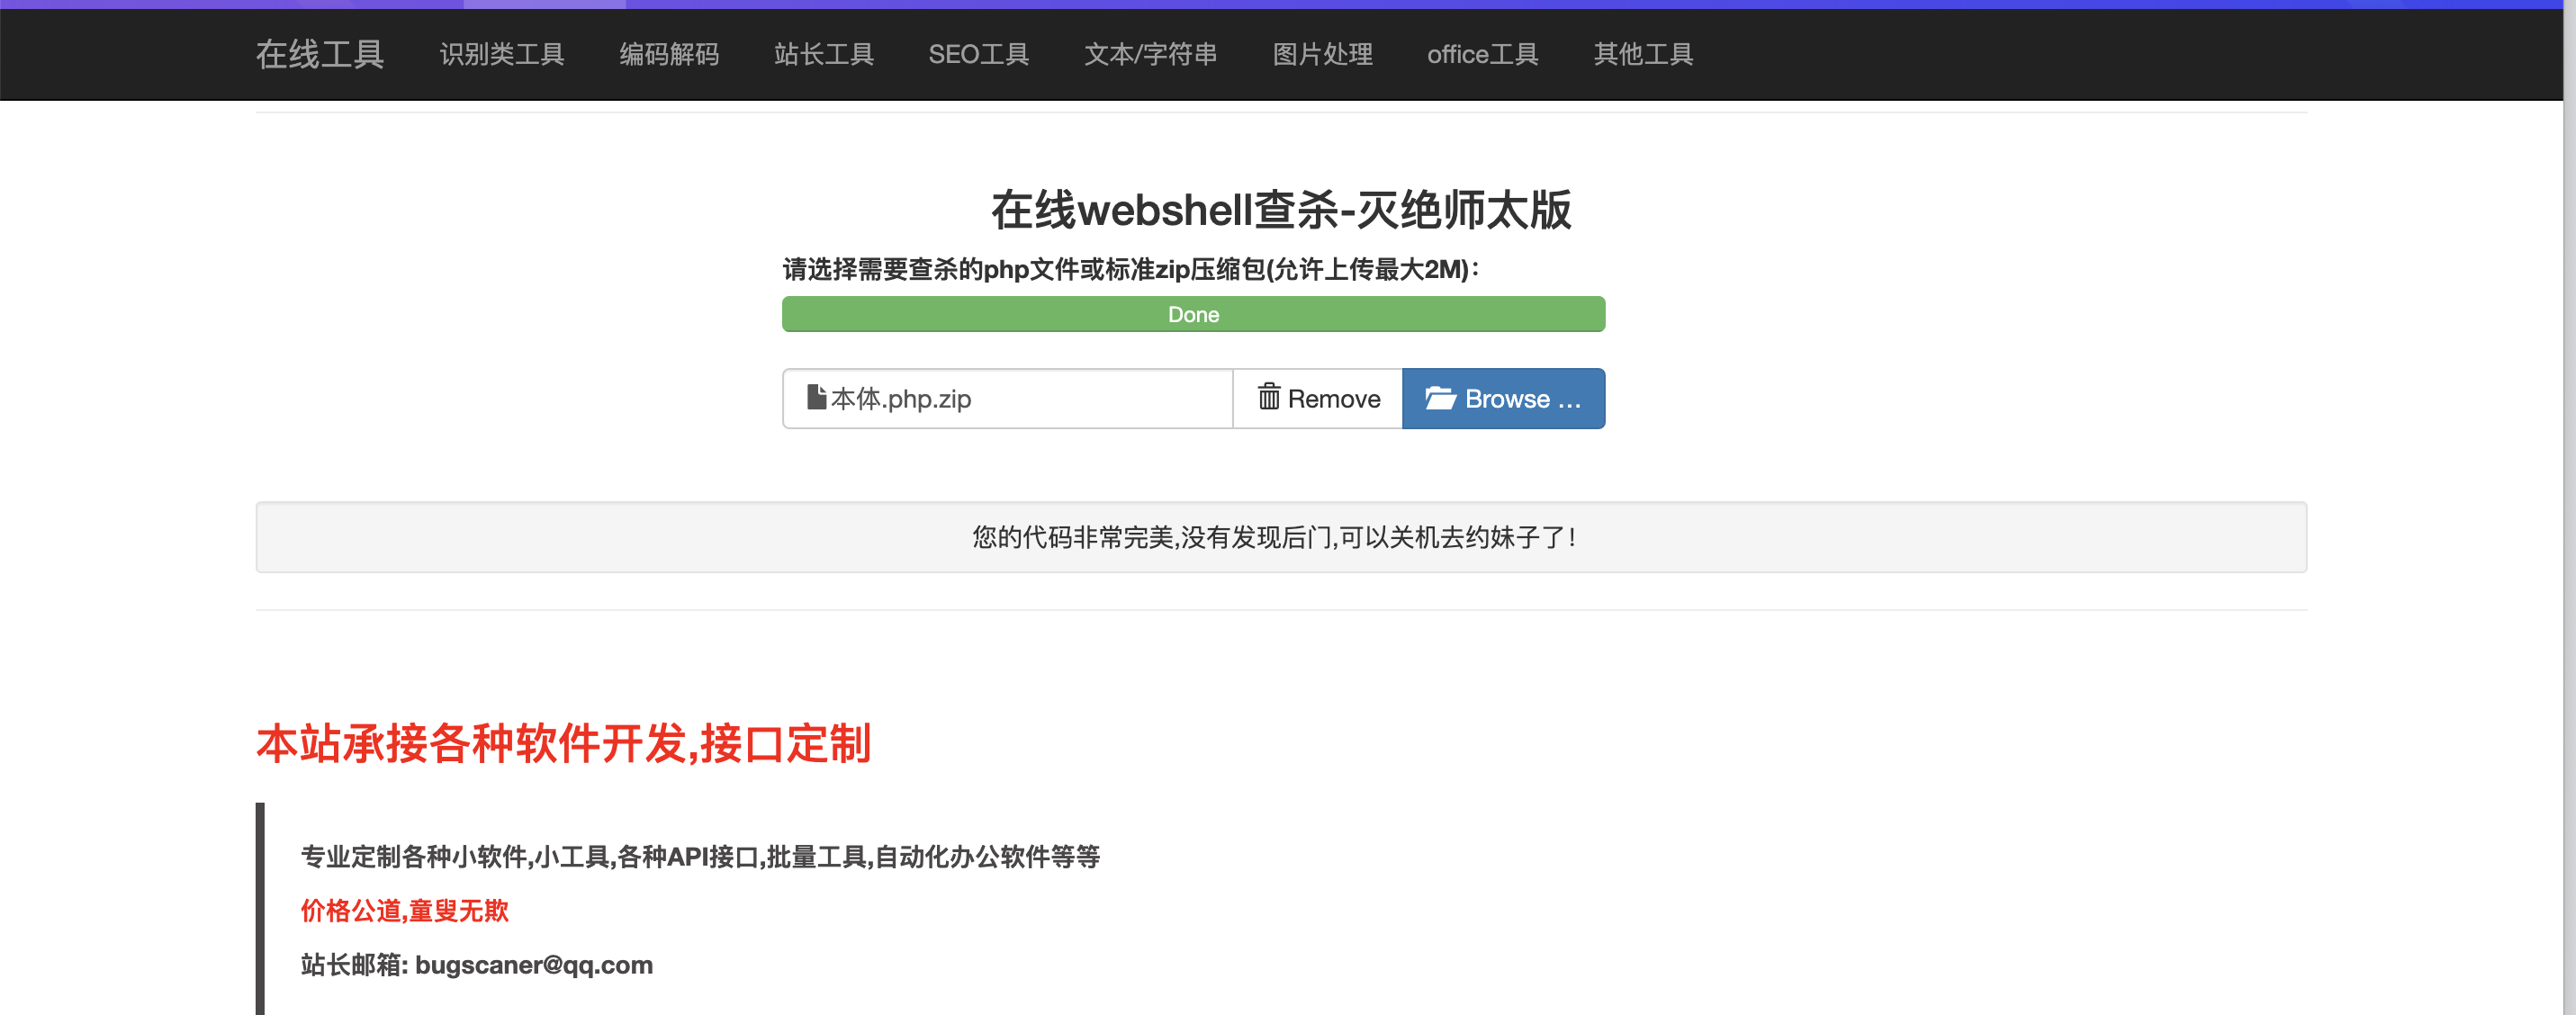 在线工具 识别类工具 编码解码 站长工具 SEO工具 文本/字符串 图片处理 office工具 其他工具
在线webshell查杀-灭绝师太版
请选择需要查杀的php文件或标准zip压缩包(允许上传最大2M):
Done
本体.php.zip Remove Browse ...
您的代码非常完美,没有发现后门,可以关机去约妹子了!
本站承接各种软件开发,接口定制
专业定制各种小软件,小工具,各种API接口,批量工具,自动化办公软件等等
价格公道,童叟无欺
站长邮箱: bugscaner@qq.com